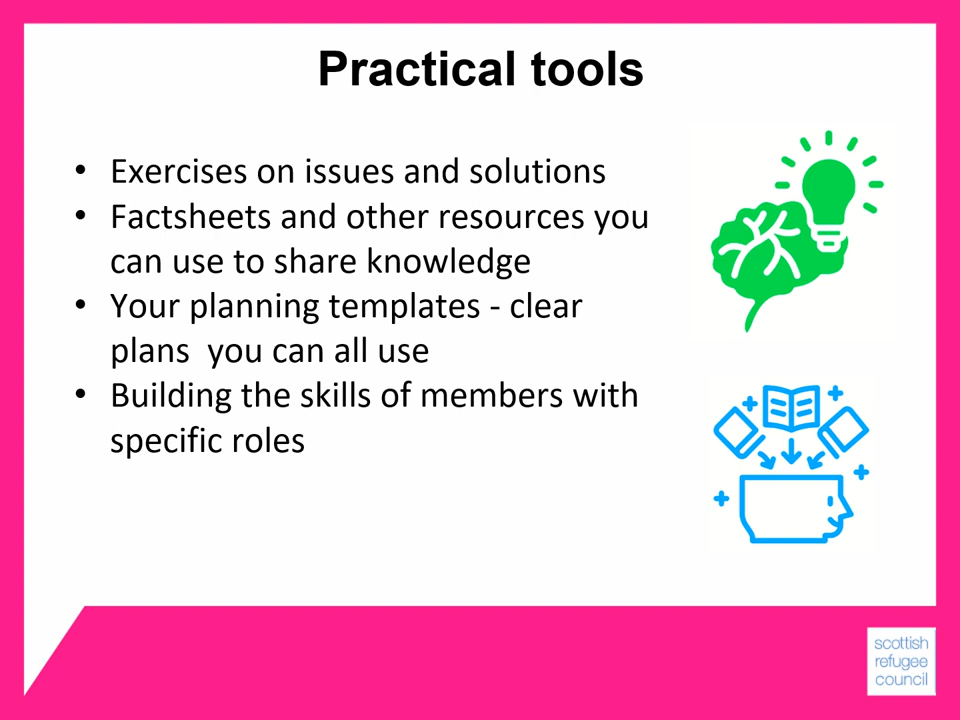 Practical tools
• Exercises on issues and solutions
• Factsheets and other resources you
can use to share knowledge
• Your planning templates - clear
plans  you can all use
• Building the skills of members with
specific roles
scottish
refugee
council